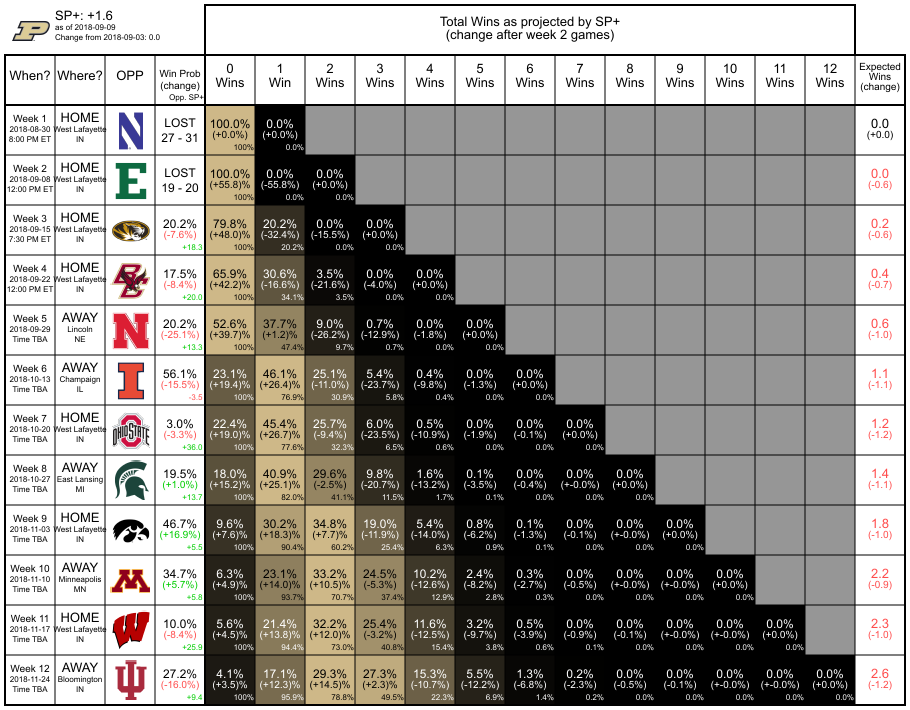 SP+: +1.6
as of 2018-09-09
Change from 2018-09-03: 0.0
Total Wins as projected by SP+
(change after week 2 games)
When? Where? OPP Win Prob (change) Opp. SP+ 0 Wins 1 Win 2 Wins 3 Wins 4 Wins 5 Wins 6 Wins 7 Wins 8 Wins 9 Wins 10 Wins 11 Wins 12 Wins Expected Wins (change)
Week 1 HOME N LOST 100.0% 0.0% 0.0
2018-08-30 West Lafayette 27 - 31 (+0.0%) (+0.0%) (+0.0)
8:00 PM ET IN 100% 0.0%
Week 2 HOME E LOST 100.0% 0.0% 0.0% 0.0
2018-09-08 West Lafayette 19 - 20 (+55.8%) (-55.8%) (+0.0%) (-0.6)
12:00 PM ET IN 100% 0.0% 0.0%
Week 3 HOME 20.2% 79.8% 20.2% 0.0% 0.0% 0.2
2018-09-15 West Lafayette (-7.6%) (+48.0%) (-32.4%) (-15.5%) (+0.0%) (-0.6)
7:30 PM ET IN +18.3 100% 20.2% 0.0% 0.0%
Week 4 HOME BC 17.5% 65.9% 30.6% 3.5% 0.0% 0.0% 0.4
2018-09-22 West Lafayette (-8.4%) (+42.2%) (-16.6%) (-21.6%) (-4.0%) (+0.0%) (-0.7)
12:00 PM ET IN +20.0 100% 34.1% 3.5% 0.0% 0.0%
Week 5 AWAY N 20.2% 52.6% 37.7% 9.0% 0.7% 0.0% 0.0% 0.6
2018-09-29 Lincoln (-25.1%) (+39.7%) (+1.2%) (-26.2%) (-12.9%) (-1.8%) (+0.0%) (-1.0)
Time TBA NE +13.3 100% 47.4% 9.7% 0.7% 0.0% 0.0%
Week 6 AWAY I 56.1% 23.1% 46.1% 25.1% 5.4% 0.4% 0.0% 0.0% 1.1
2018-10-13 Champaign (-15.5%) (+19.4%) (+26.4%) (-11.0%) (-23.7%) (-9.8%) (-1.3%) (+0.0%) (-1.1)
Time TBA IL -3.5 100% 76.9% 30.9% 5.8% 0.4% 0.0% 0.0%
Week 7 HOME OHIO STATE 3.0% 22.4% 45.4% 25.7% 6.0% 0.5% 0.0% 0.0% 0.0% 1.2
2018-10-20 West Lafayette (-3.3%) (+19.0%) (+26.7%) (-9.4%) (-23.5%) (-10.9%) (-1.9%) (-0.1%) (+0.0%) (-1.2)
Time TBA IN +36.0 100% 77.6% 32.3% 6.5% 0.6% 0.0% 0.0% 0.0%
Week 8 AWAY 19.5% 18.0% 40.9% 29.6% 9.8% 1.6% 0.1% 0.0% 0.0% 0.0% 1.4
2018-10-27 East Lansing (+1.0%) (+15.2%) (+25.1%) (-2.5%) (-20.7%) (-13.2%) (-3.5%) (-0.4%) (+-0.0%) (+0.0%) (-1.1)
Time TBA MI +13.7 100% 82.0% 41.1% 11.5% 1.7% 0.1% 0.0% 0.0% 0.0%
Week 9 HOME 46.7% 9.6% 30.2% 34.8% 19.0% 5.4% 0.8% 0.1% 0.0% 0.0% 0.0% 1.8
2018-11-03 West Lafayette (+16.9%) (+7.6%) (+18.3%) (+7.7%) (-11.9%) (-14.0%) (-6.2%) (-1.3%) (-0.1%) (+-0.0%) (+0.0%) (-1.0)
Time TBA IN +5.5 100% 90.4% 60.2% 25.4% 6.3% 0.9% 0.1% 0.0% 0.0% 0.0%
Week 10 AWAY M 34.7% 6.3% 23.1% 33.2% 24.5% 10.2% 2.4% 0.3% 0.0% 0.0% 0.0% 0.0% 2.2
2018-11-10 Minneapolis (+5.7%) (+4.9%) (+14.0%) (+10.5%) (-5.3%) (-12.6%) (-8.2%) (-2.7%) (-0.5%) (+-0.0%) (+-0.0%) (+0.0%) (-0.9)
Time TBA MN +5.8 100% 93.7% 70.7% 37.4% 12.9% 2.8% 0.3% 0.0% 0.0% 0.0% 0.0%
Week 11 HOME W 10.0% 5.6% 21.4% 32.2% 25.4% 11.6% 3.2% 0.5% 0.0% 0.0% 0.0% 0.0% 0.0% 2.3
2018-11-17 West Lafayette (-8.4%) (+4.5%) (+13.8%) (+12.0%) (-3.2%) (-12.5%) (-9.7%) (-3.9%) (-0.9%) (-0.1%) (+-0.0%) (+-0.0%) (+0.0%) (-1.0)
Time TBA IN +25.9 100% 94.4% 73.0% 40.8% 15.4% 3.8% 0.6% 0.1% 0.0% 0.0% 0.0% 0.0%
Week 12 AWAY 27.2% 4.1% 17.1% 29.3% 27.3% 15.3% 5.5% 1.3% 0.2% 0.0% 0.0% 0.0% 0.0% 0.0% 2.6
2018-11-24 Bloomington (-16.0%) (+3.5%) (+12.3%) (+14.5%) (+2.3%) (-10.7%) (-12.2%) (-6.8%) (-2.3%) (-0.5%) (-0.1%) (+-0.0%) (+-0.0%) (+0.0%) (-1.2)
Time TBA IN +9.4 100% 95.9% 78.8% 49.5% 22.3% 6.9% 1.4% 0.2% 0.0% 0.0% 0.0% 0.0% 0.0%